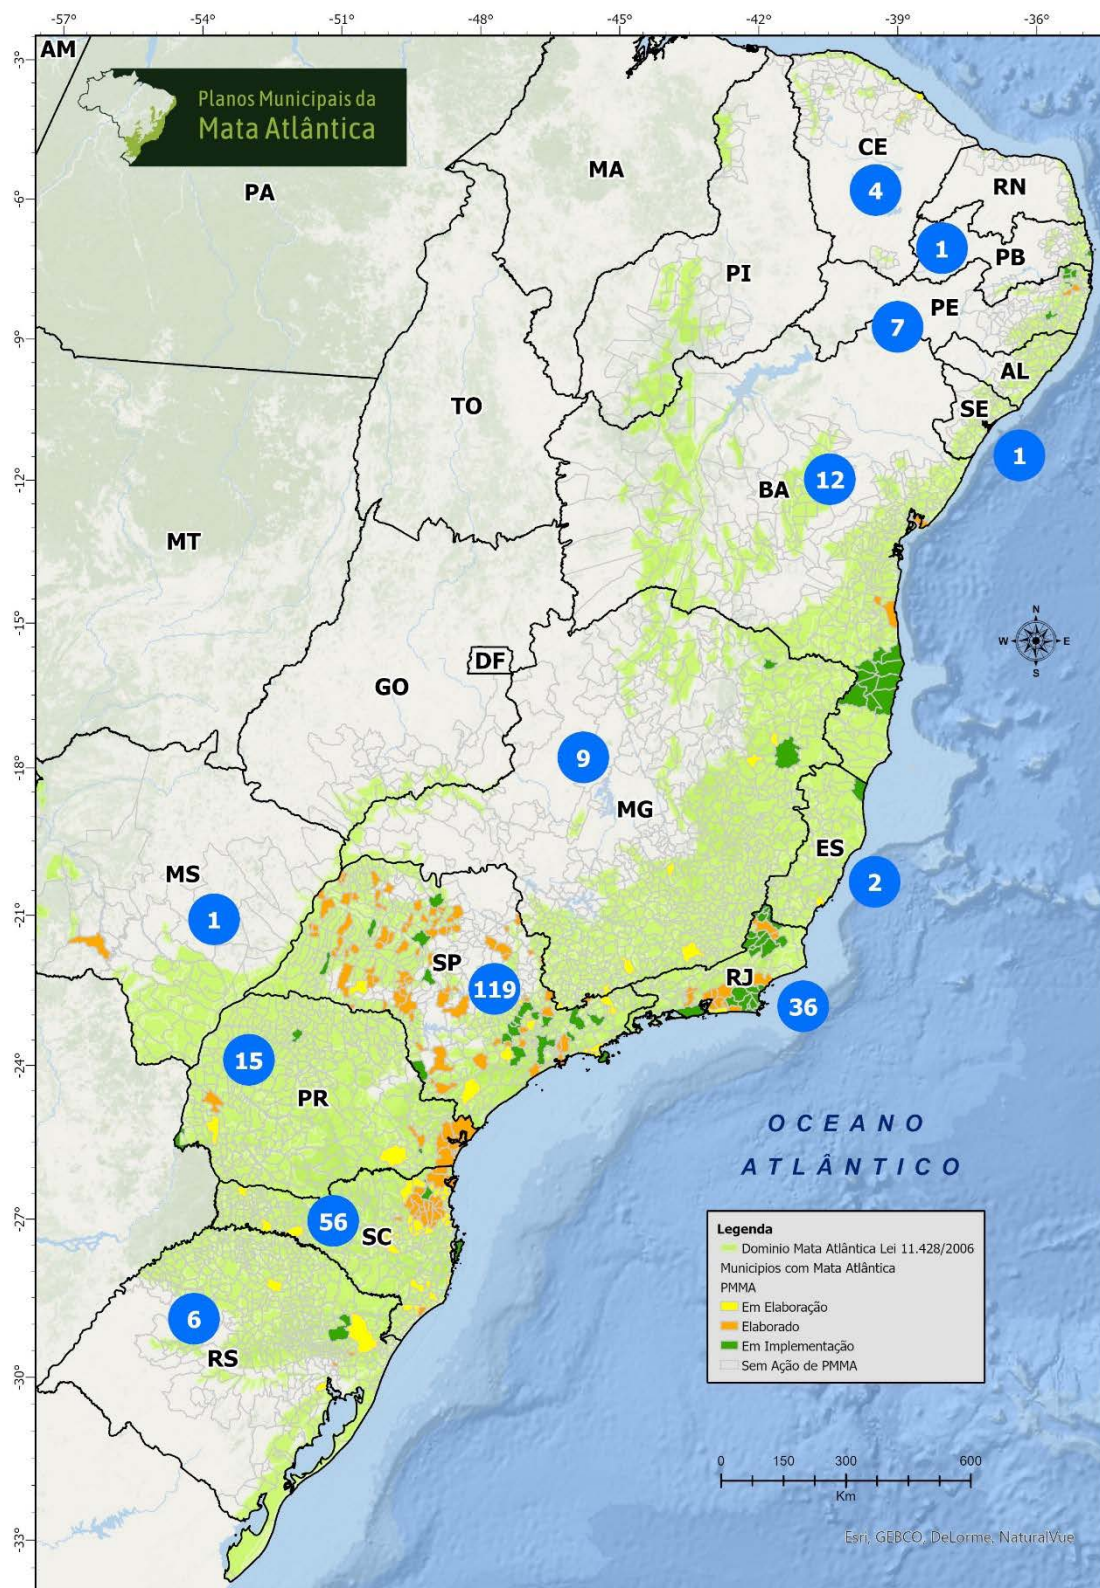 -57°
-54°
-51°
-48°
-45°
-42°
-39°
-36°
-3°
-6°
-9°
-12°
-15°
-18°
-21°
-24°
-27°
-30°
-33°
AM
Planos Municipais da
Mata Atlântica
PA
MA
CE
4
RN
1
PB
PI
PE
7
AL
TO
SE
1
BA
12
MT
N
W
E
S
DF
GO
9
MG
ES
MS
2
1
SP
119
RJ
36
15
PR
OCEANO
ATLÂNTICO
56
SC
6
RS
Legenda
Dominio Mata Atlântica Lei 11.428/2006
Municipios com Mata Atlântica
PMMA
Em Elaboração
Elaborado
Em Implementação
Sem Ação de PMMA
0 150 300 600
Km
Esri, GEBCO, DeLorme, NaturalVue